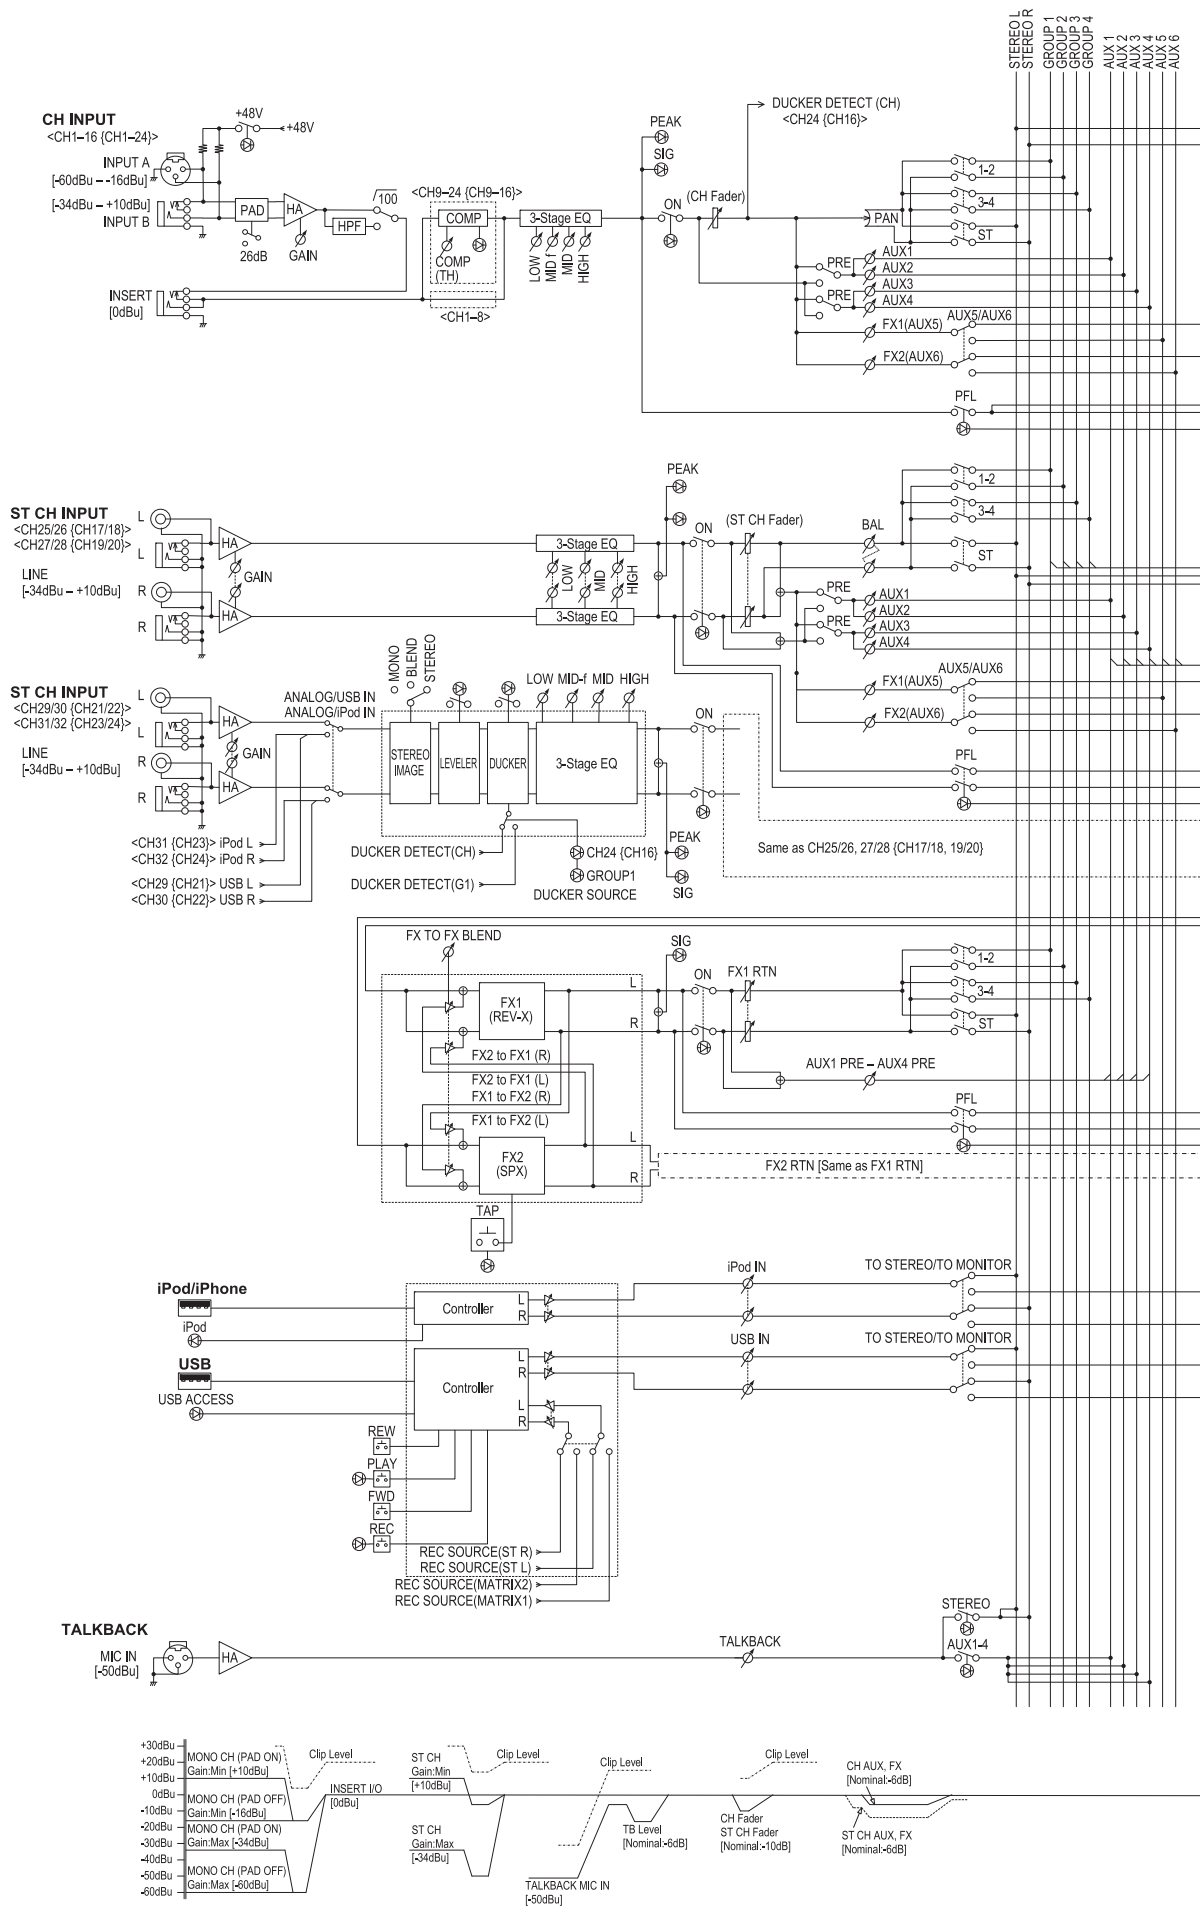 STEREO L
STEREO R
GROUP 1
GROUP 2
GROUP 3
GROUP 4
AUX 1
AUX 2
AUX 3
AUX 4
AUX 5
AUX 6
CH INPUT
<CH1–16 {CH1–24}>
+48V
+48V
INPUT A
[-60dBu – -16dBu]
[-34dBu – +10dBu]
INPUT B
PAD
26dB
HA
GAIN
/100
HPF
INSERT
[0dBu]
<CH9–24 {CH9–16}>
COMP
COMP
(TH)
<CH1–8>
3-Stage EQ
LOW
MID f
MID
HIGH
PEAK
SIG
ON
(CH Fader)
DUCKER DETECT (CH)
<CH24 {CH16}>
PAN
1-2
3-4
ST
PRE
PRE
AUX1
AUX2
AUX3
AUX4
FX1(AUX5)
FX2(AUX6)
AUX5/AUX6
PFL
ST CH INPUT
<CH25/26 {CH17/18}>
<CH27/28 {CH19/20}>
LINE
[-34dBu – +10dBu]
L
L
R
R
HA
HA
GAIN
3-Stage EQ
LOW
MID
HIGH
3-Stage EQ
PEAK
ON
(ST CH Fader)
BAL
1-2
3-4
ST
PRE
PRE
AUX1
AUX2
AUX3
AUX4
FX1(AUX5)
FX2(AUX6)
AUX5/AUX6
PFL
ST CH INPUT
<CH29/30 {CH21/22}>
<CH31/32 {CH23/24}>
LINE
[-34dBu – +10dBu]
L
L
R
R
HA
HA
GAIN
ANALOG/USB IN
ANALOG/iPod IN
MONO
BLEND
STEREO
STEREO
IMAGE
LEVELER
DUCKER
LOW MID-f MID HIGH
3-Stage EQ
ON
<CH31 {CH23}> iPod L
<CH32 {CH24}> iPod R
<CH29 {CH21}> USB L
<CH30 {CH22}> USB R
DUCKER DETECT(CH)
DUCKER DETECT(G1)
CH24 {CH16}
GROUP1
DUCKER SOURCE
PEAK
SIG
Same as CH25/26, 27/28 {CH17/18, 19/20}
FX TO FX BLEND
FX1
(REV-X)
FX2 to FX1 (R)
FX2 to FX1 (L)
FX1 to FX2 (R)
FX1 to FX2 (L)
FX2
(SPX)
TAP
L
R
L
R
SIG
ON
FX1 RTN
1-2
3-4
ST
AUX1 PRE – AUX4 PRE
PFL
FX2 RTN [Same as FX1 RTN]
iPod/iPhone
iPod
Controller
L
R
iPod IN
TO STEREO/TO MONITOR
USB
USB ACCESS
Controller
L
R
L
R
USB IN
TO STEREO/TO MONITOR
REW
PLAY
FWD
REC
REC SOURCE(ST R)
REC SOURCE(ST L)
REC SOURCE(MATRIX2)
REC SOURCE(MATRIX1)
TALKBACK
MIC IN
[-50dBu]
HA
TALKBACK
STEREO
AUX1-4
+30dBu
+20dBu
+10dBu
0dBu
-10dBu
-20dBu
-30dBu
-40dBu
-50dBu
-60dBu
MONO CH (PAD ON)
Gain:Min [+10dBu]
MONO CH (PAD OFF)
Gain:Min [-16dBu]
MONO CH (PAD ON)
Gain:Max [-34dBu]
MONO CH (PAD OFF)
Gain:Max [-60dBu]
Clip Level
INSERT I/O
[0dBu]
ST CH
Gain:Min
[+10dBu]
ST CH
Gain:Max
[-34dBu]
Clip Level
Clip Level
TALKBACK MIC IN
[-50dBu]
TB Level
[Nominal:-6dB]
Clip Level
CH Fader
ST CH Fader
[Nominal:-10dB]
CH AUX, FX
[Nominal:-6dB]
ST CH AUX, FX
[Nominal:-6dB]